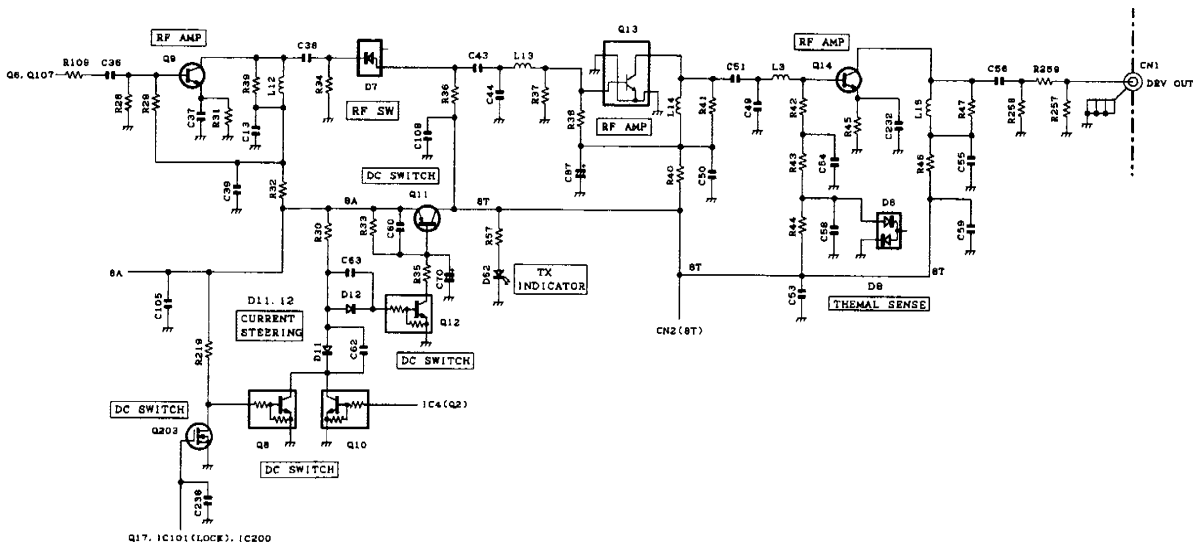 Q13
RF AMP
C38
C43
L13
RF AMP
CN1
Q9
R109
C36
Q6, Q107
R28
R29
C37
R31
R39
L12
C13
R34
D7
RF SW
R36
C44
R37
R38
RF AMP
L14
R41
C51
L3
Q14
C49
R42
R45
C232
L15
R47
C56
R259
R258
R257
DRV OUT
C39
R32
C109
DC SWITCH
C87
R40
C50
R43
C54
R46
C55
Q11
8A
8T
R30
R33
C60
R57
R44
C58
D6
C59
8A
C63
R35
C70
D62
TX
INDICATOR
8T
8T
C105
D11, 12
CURRENT
STEERING
D12
Q12
C53
D8
THEMAL SENSE
R219
D11
C62
DC SWITCH
CN2(8T)
DC SWITCH
Q203
Q8
Q10
IC4(Q2)
DC SWITCH
C238
Q17, IC101(LOCK), IC200